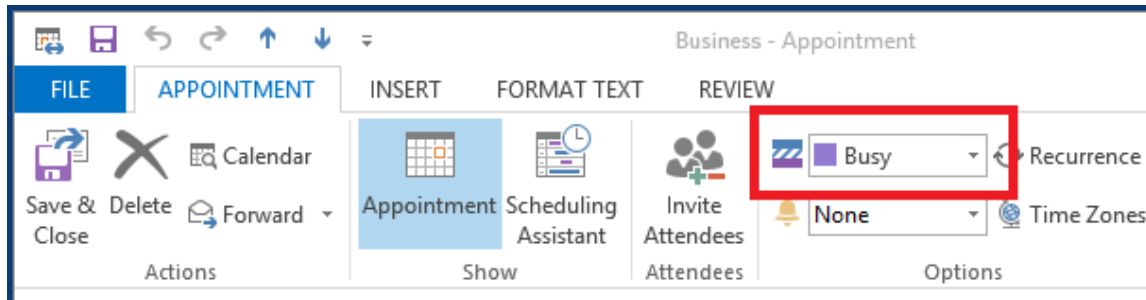 Business - Appointment
FILE APPOINTMENT INSERT FORMAT TEXT REVIEW
Save & Close
Delete
Calendar
Forward
Appointment
Scheduling Assistant
Invite Attendees
Busy
Recurrence
None
Time Zones
Actions Show Attendees Options